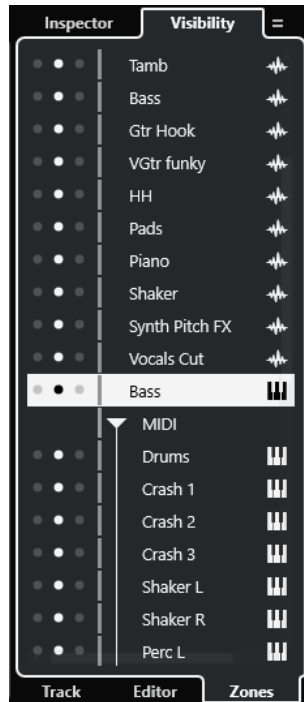 Inspector Visibility
Tamb
Bass
Gtr Hook
VGtr funky
HH
Pads
Piano
Shaker
Synth Pitch FX
Vocals Cut
Bass
MIDI
Drums
Crash 1
Crash 2
Crash 3
Shaker L
Shaker R
Perc L
Track Editor Zones